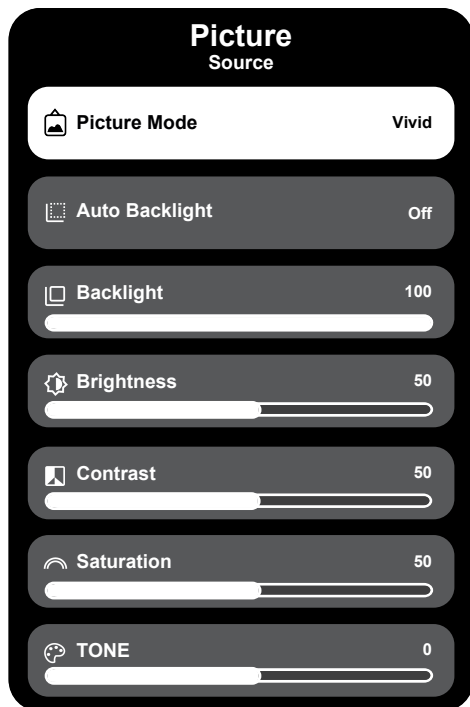 Picture
Source
Picture Mode Vivid
Auto Backlight Off
Backlight 100
Brightness 50
Contrast 50
Saturation 50
TONE 0